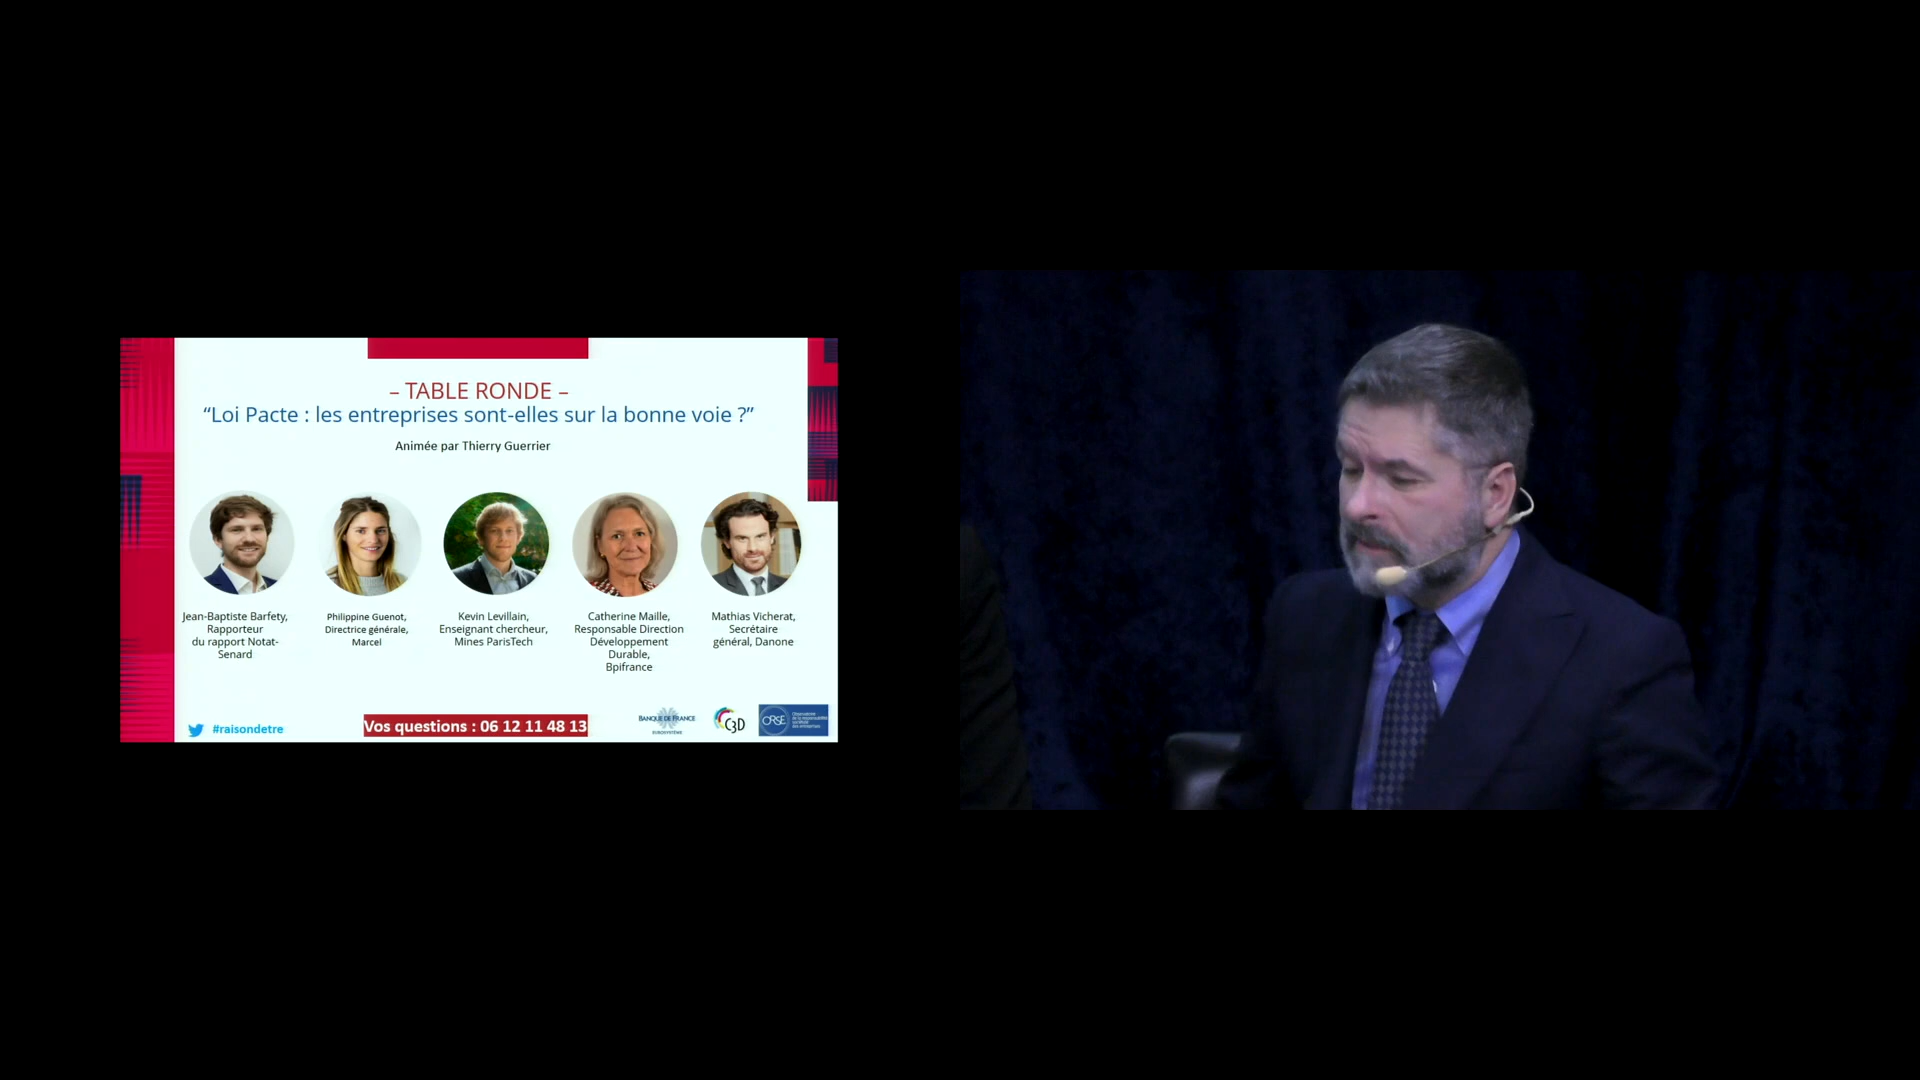 – TABLE RONDE –
“Loi Pacte : les entreprises sont-elles sur la bonne voie ?”
Animée par Thierry Guerrier
Jean-Baptiste Barfety,
Rapporteur
du rapport Notat-
Senard
Philippine Guenot,
Directrice générale,
Marcel
Kevin Levillain,
Enseignant chercheur,
Mines ParisTech
Catherine Maille,
Responsable Direction
Développement
Durable,
Bpifrance
Mathias Vicherat,
Secrétaire
général, Danone
#raisondetre
Vos questions : 06 12 11 48 13
BANQUE DE FRANCE
EUROSYSTÈME
C3D
ORSE